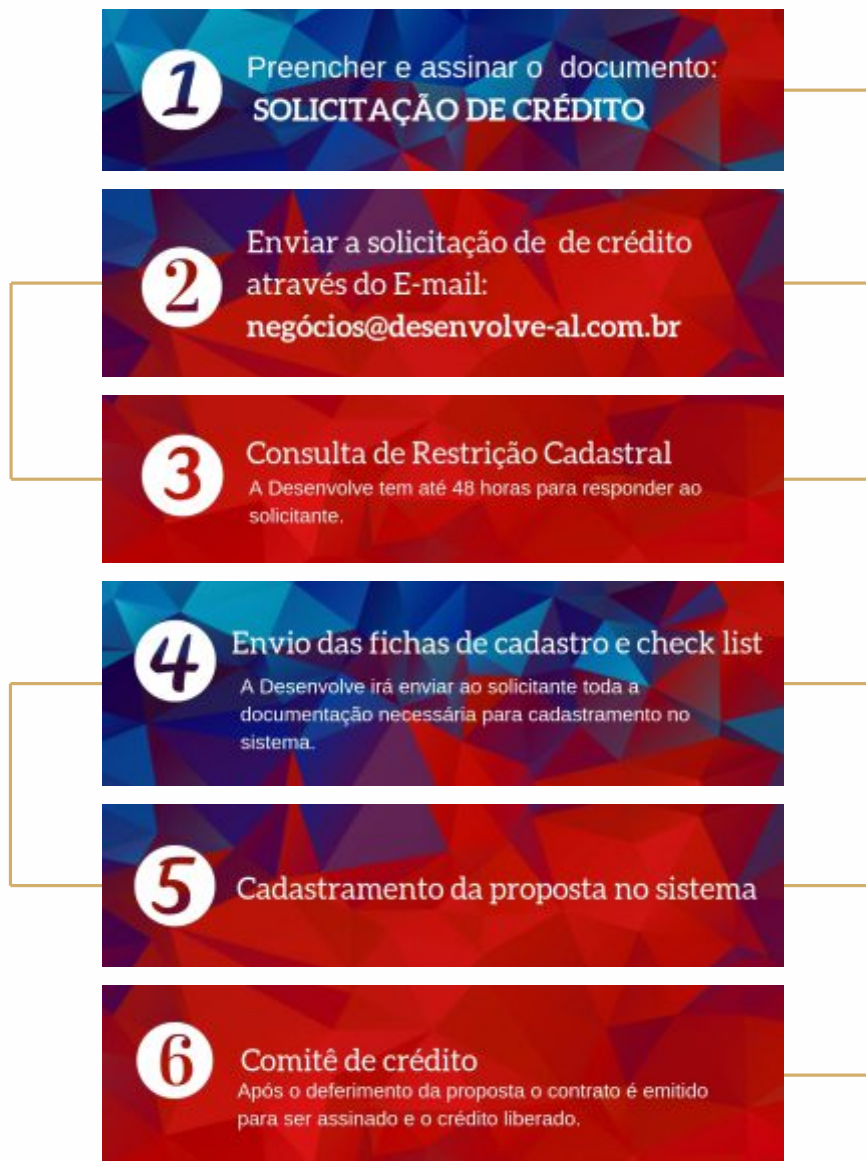 1
Preencher e assinar o documento:
SOLICITAÇÃO DE CRÉDITO
2
Enviar a solicitação de de crédito
através do E-mail:
negócios@desenvolve-al.com.br
3
Consulta de Restrição Cadastral
A Desenvolve tem até 48 horas para responder ao
solicitante.
4
Envio das fichas de cadastro e check list
A Desenvolve irá enviar ao solicitante toda a
documentação necessária para cadastramento no
sistema.
5
Cadastramento da proposta no sistema
6
Comitê de crédito
Após o deferimento da proposta o contrato é emitido
para ser assinado e o crédito liberado.